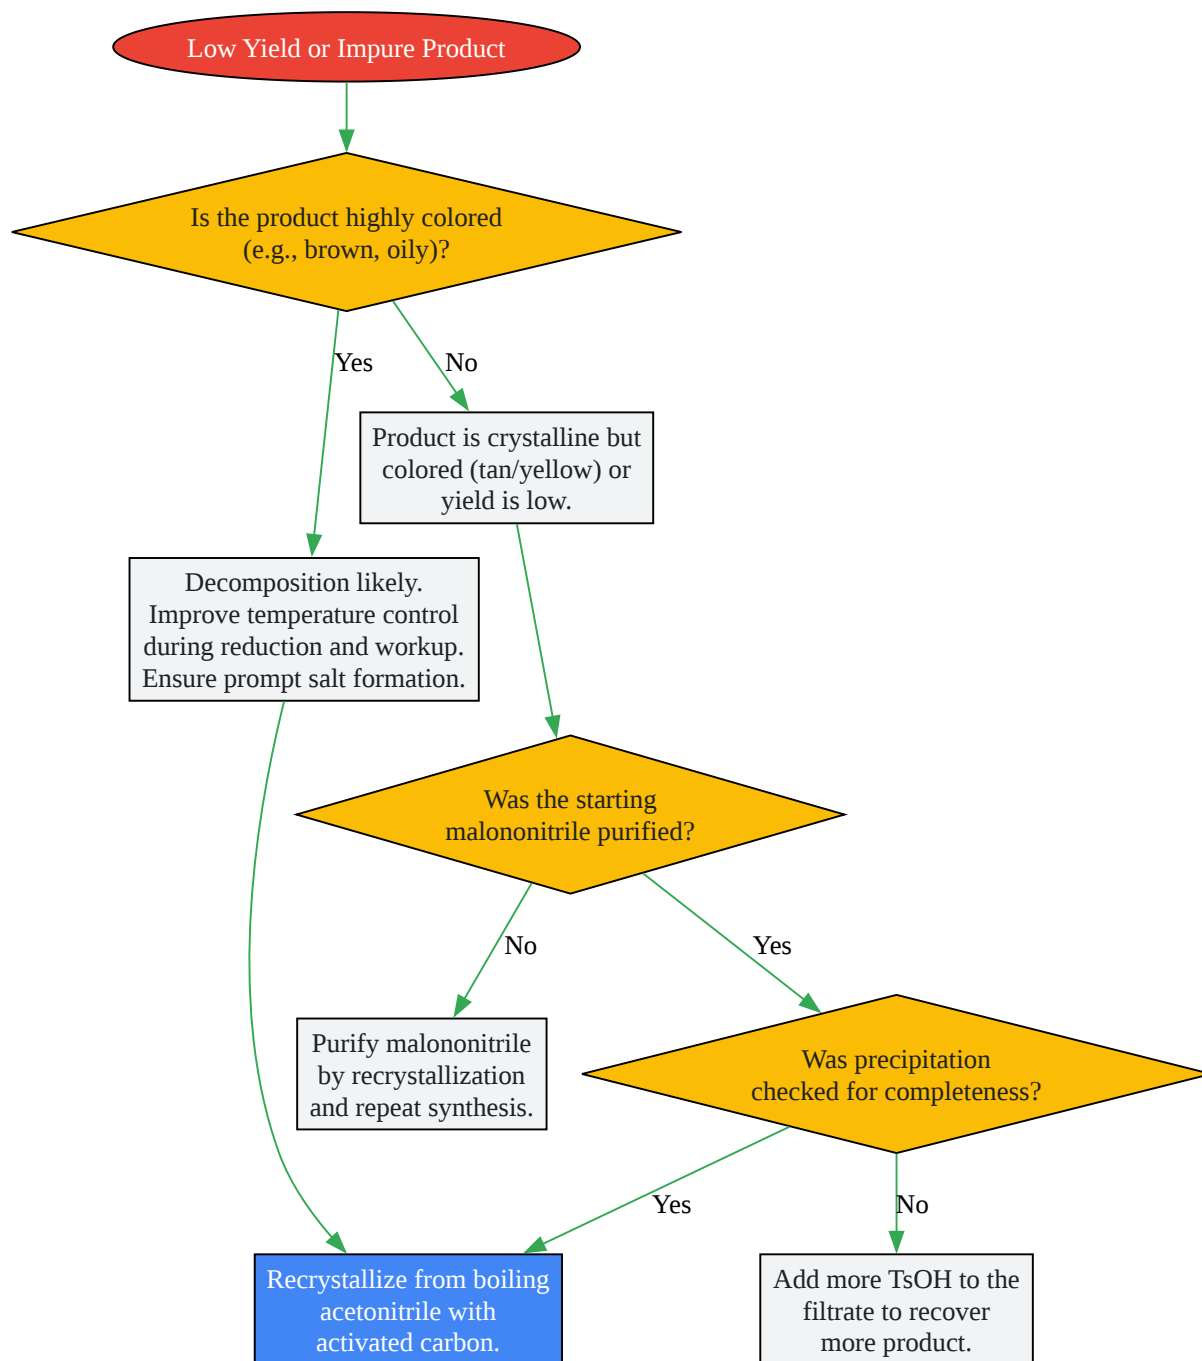 Low Yield or Impure Product
Is the product highly colored
(e.g., brown, oily)?
Yes
No
Product is crystalline but
colored (tan/yellow) or
yield is low.
Decomposition likely.
Improve temperature control
during reduction and workup.
Ensure prompt salt formation.
Was the starting
malononitrile purified?
No
Yes
Purify malononitrile
by recrystallization
and repeat synthesis.
Was precipitation
checked for completeness?
Yes
No
Recrystallize from boiling
acetonitrile with
activated carbon.
Add more TsOH to the
filtrate to recover
more product.